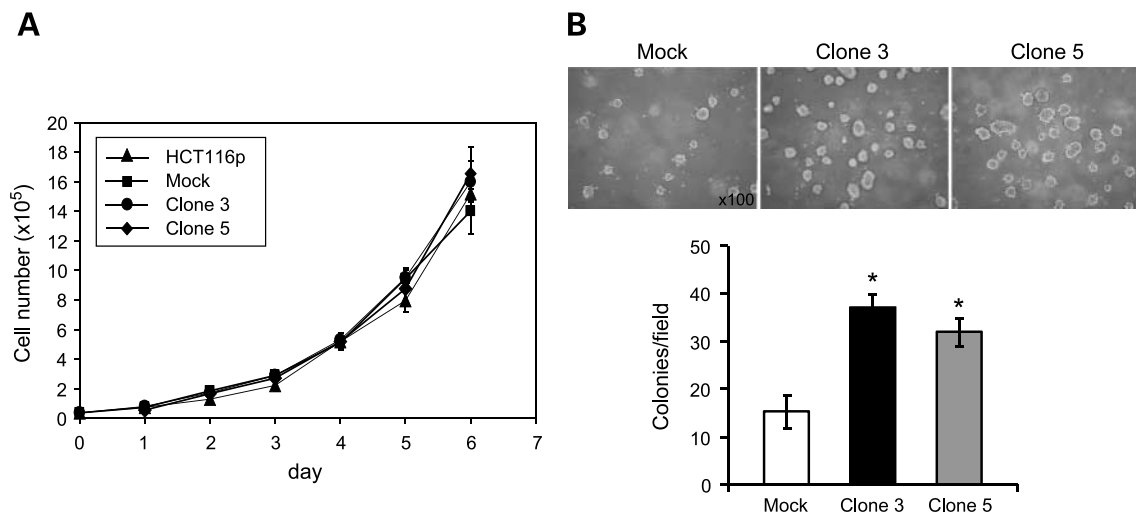 A
20
18
16
14
12
10
8
6
4
2
0
Cell number (x10⁵)
HCT116p
Mock
Clone 3
Clone 5
0 1 2 3 4 5 6 7
day
B
Mock Clone 3 Clone 5
x100
50
40
30
20
10
0
Colonies/field
* *
Mock Clone 3 Clone 5